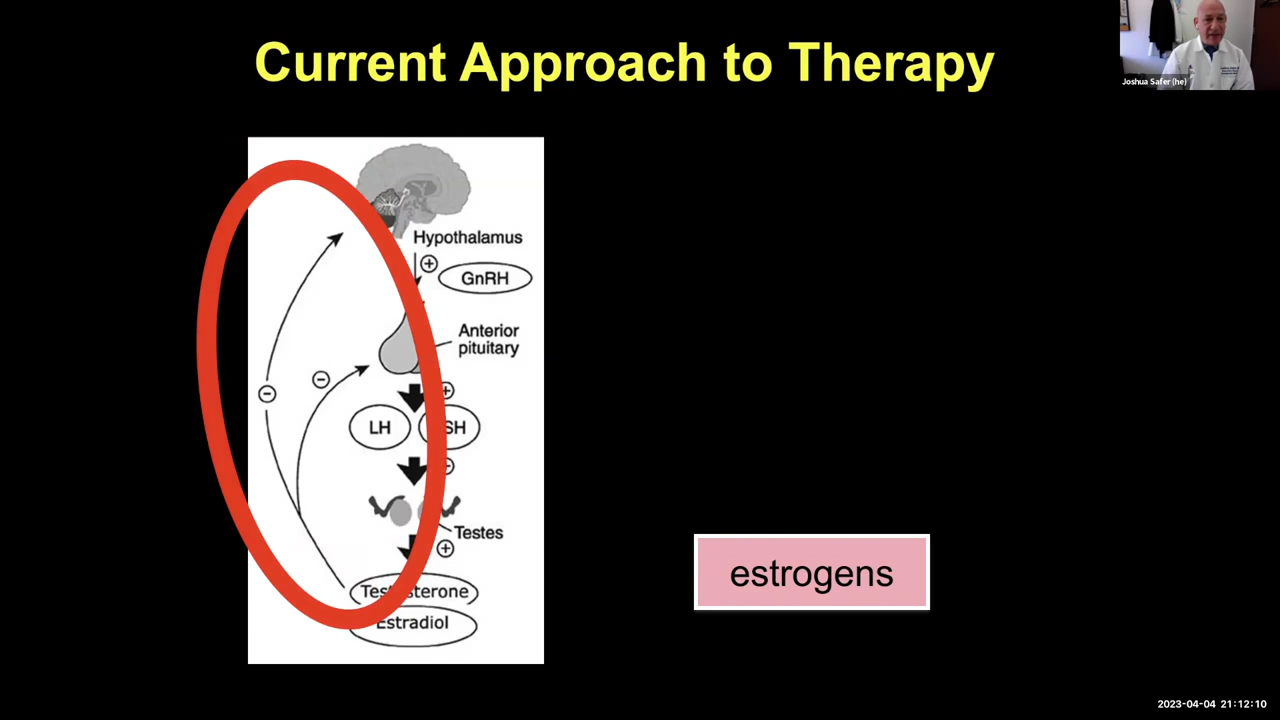 Current Approach to Therapy
Joshua Safer (he)
Hypothalamus
+
GnRH
Anterior
pituitary
-
-
+
LH
SH
Testes
+
Estradiol
estrogens
2023-04-04 21:12:10